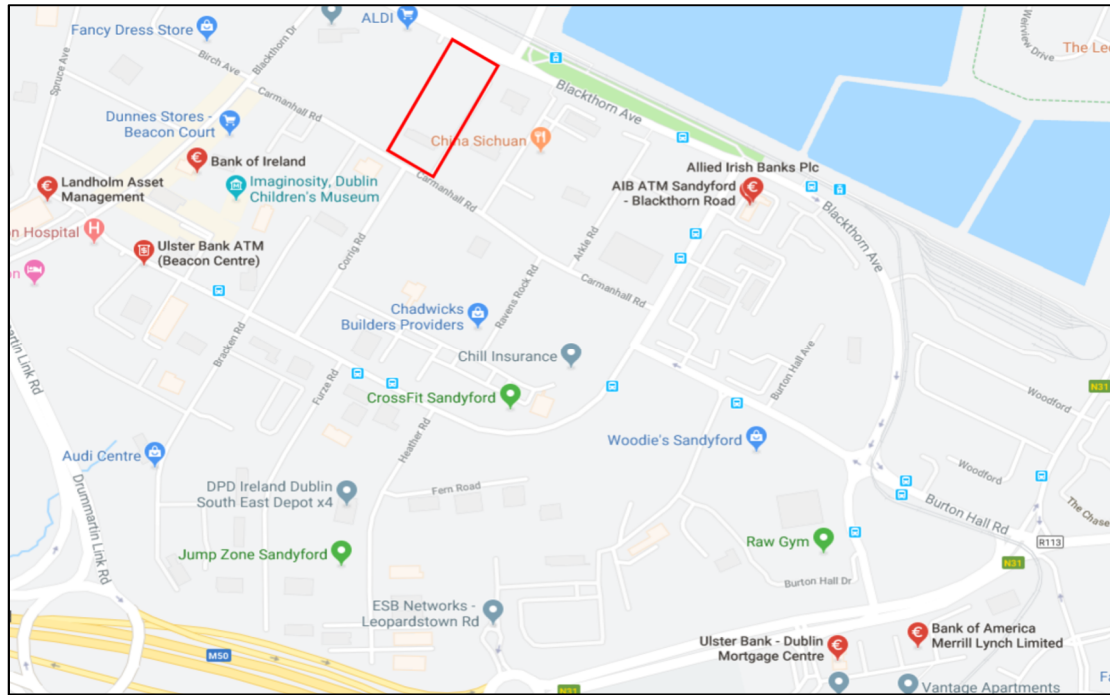 ALDI
Fancy Dress Store
Blackthorn Dr
Birch Ave
Spruce Ave
Weirview Drive
The Le
Blackthorn Ave
Carmanhall Rd
Dunnes Stores -
Beacon Court
China Sichuan
Bank of Ireland
Allied Irish Banks Plc
Landholm Asset
Management
Imaginosity, Dublin
Children's Museum
Carmanhall Rd
AIB ATM Sandyford
- Blackthorn Road
Blackthorn Ave
on Hospital
H
Ulster Bank ATM
(Beacon Centre)
Corrig Rd
Arkle Rd
on
Ravens Rock Rd
Carmanhall Rd
Chadwicks
Builders Providers
Bracken Rd
Chill Insurance
Burton Hall Ave
martin Link Rd
Furze Rd
CrossFit Sandyford
N31
Woodford
Heather Rd
Woodie's Sandyford
Audi Centre
Woodford
DPD Ireland Dublin
South East Depot x4
Fern Road
Burton Hall Rd
The Chase
Drummartin Link Rd
Raw Gym
R113
Jump Zone Sandyford
N31
Burton Hall Dr
ESB Networks -
Leopardstown Rd
M50
Ulster Bank - Dublin
Mortgage Centre
Bank of America
Merrill Lynch Limited
N31
Vantage Apartments
Fa